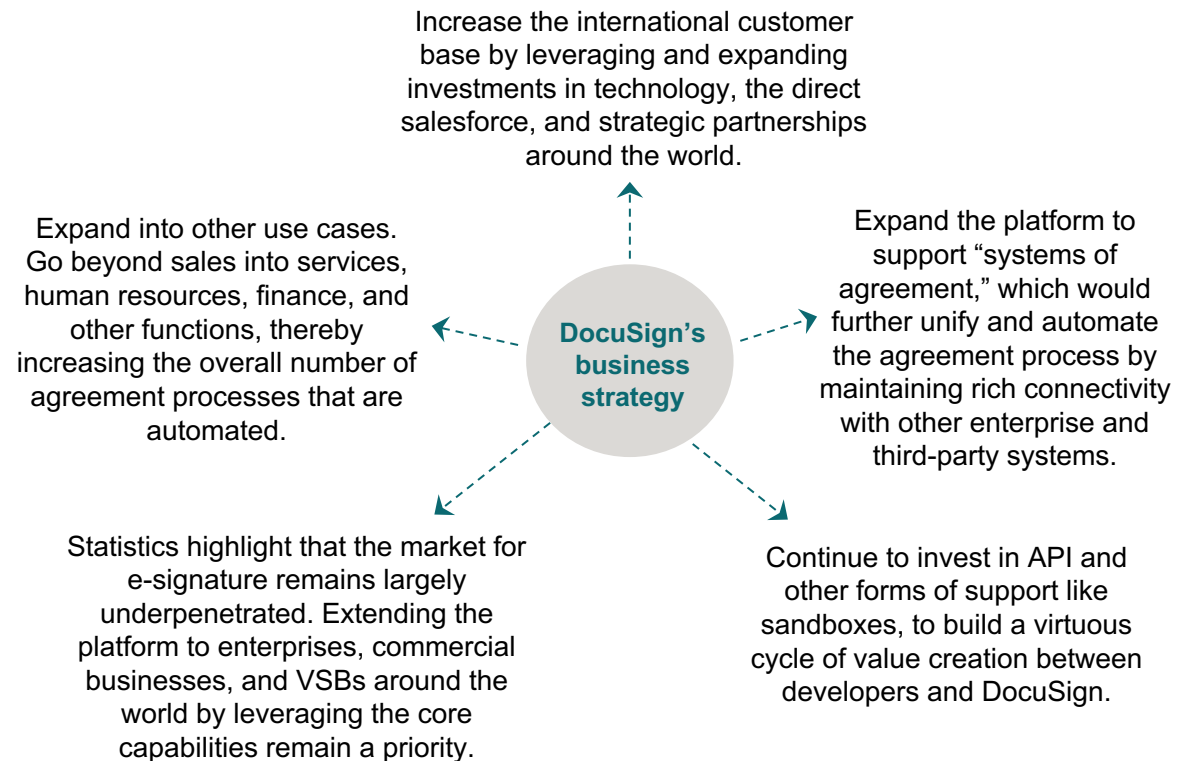 Increase the international customer
base by leveraging and expanding
investments in technology, the direct
salesforce, and strategic partnerships
around the world.
Expand into other use cases.
Go beyond sales into services,
human resources, finance, and
other functions, thereby
increasing the overall number of
agreement processes that are
automated.
DocuSign’s
business
strategy
Expand the platform to
support “systems of
agreement,” which would
further unify and automate
the agreement process by
maintaining rich connectivity
with other enterprise and
third-party systems.
Statistics highlight that the market for
e-signature remains largely
underpenetrated. Extending the
platform to enterprises, commercial
businesses, and VSBs around the
world by leveraging the core
capabilities remain a priority.
Continue to invest in API and
other forms of support like
sandboxes, to build a virtuous
cycle of value creation between
developers and DocuSign.